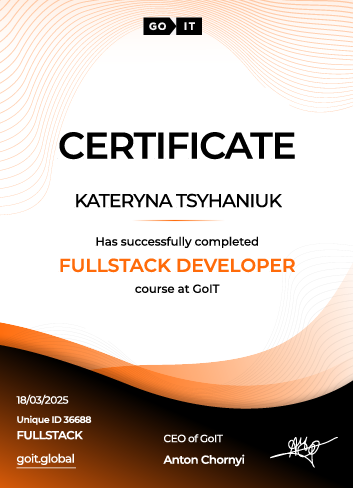 GO IT
CERTIFICATE
KATERYNA TSYHANIUK
Has successfully completed
FULLSTACK DEVELOPER
course at GoIT
18/03/2025
Unique ID 36688
FULLSTACK
goit.global
CEO of GoIT
Anton Chornyi